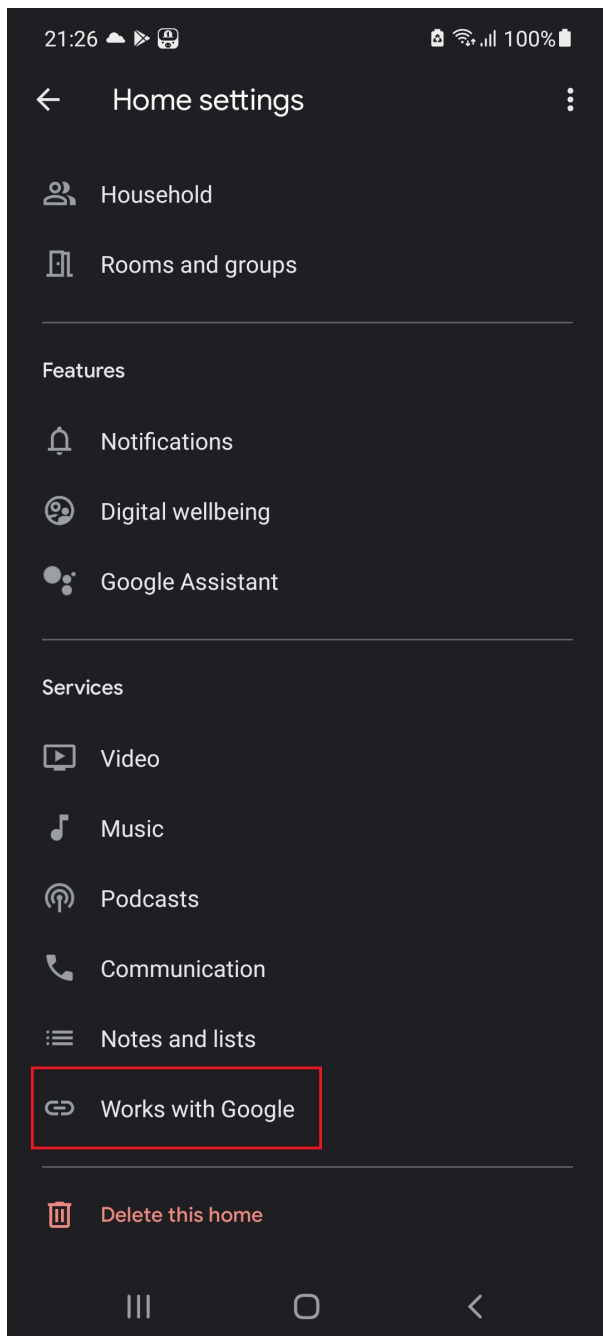 21:26 100%
Home settings
Household
Rooms and groups
Features
Notifications
Digital wellbeing
Google Assistant
Services
Video
Music
Podcasts
Communication
Notes and lists
Works with Google
Delete this home